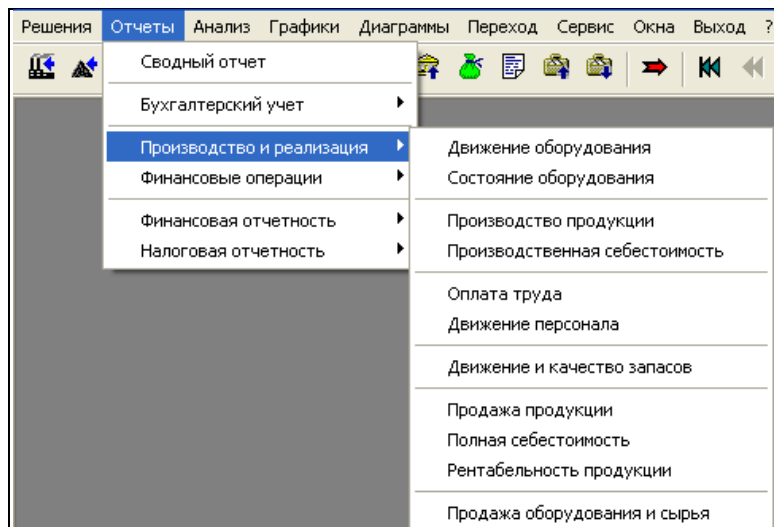 Решения Отчеты Анализ Графики Диаграммы Переход Сервис Окна Выход ?
Сводный отчет
Бухгалтерский учет
Производство и реализация
Финансовые операции
Финансовая отчетность
Налоговая отчетность
Движение оборудования
Состояние оборудования
Производство продукции
Производственная себестоимость
Оплата труда
Движение персонала
Движение и качество запасов
Продажа продукции
Полная себестоимость
Рентабельность продукции
Продажа оборудования и сырья